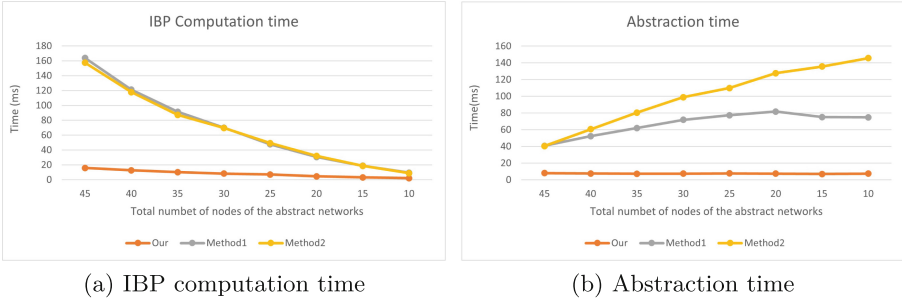 IBP Computation time
180
160
140
120
100
80
60
40
20
0
Time (ms)
45 40 35 30 25 20 15 10
Total numbet of nodes of the abstract networks
Our Method1 Method2
(a) IBP computation time
Abstraction time
160
140
120
100
80
60
40
20
0
Time(ms)
45 40 35 30 25 20 15 10
Total numbet of nodes of the abstract networks
Our Method1 Method2
(b) Abstraction time